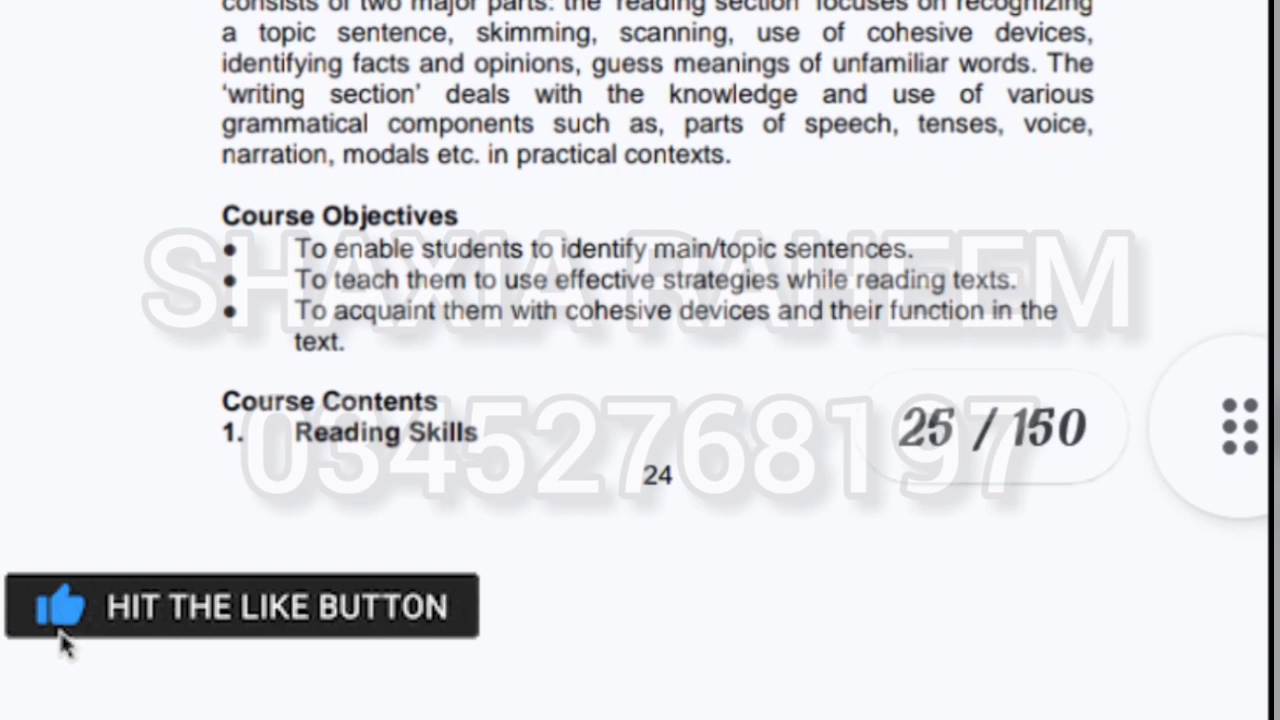 consists of two major parts: the 'reading section' focuses on recognizing
a topic sentence, skimming, scanning, use of cohesive devices,
identifying facts and opinions, guess meanings of unfamiliar words. The
'writing section' deals with the knowledge and use of various
grammatical components such as, parts of speech, tenses, voice,
narration, modals etc. in practical contexts.
Course Objectives
● To enable students to identify main/topic sentences.
SHAXIA RAHEEM
● To teach them to use effective strategies while reading texts.
● To acquaint them with cohesive devices and their function in the
text.
Course Contents
1. Reading Skills
03452768197
25 / 150
24
HIT THE LIKE BUTTON